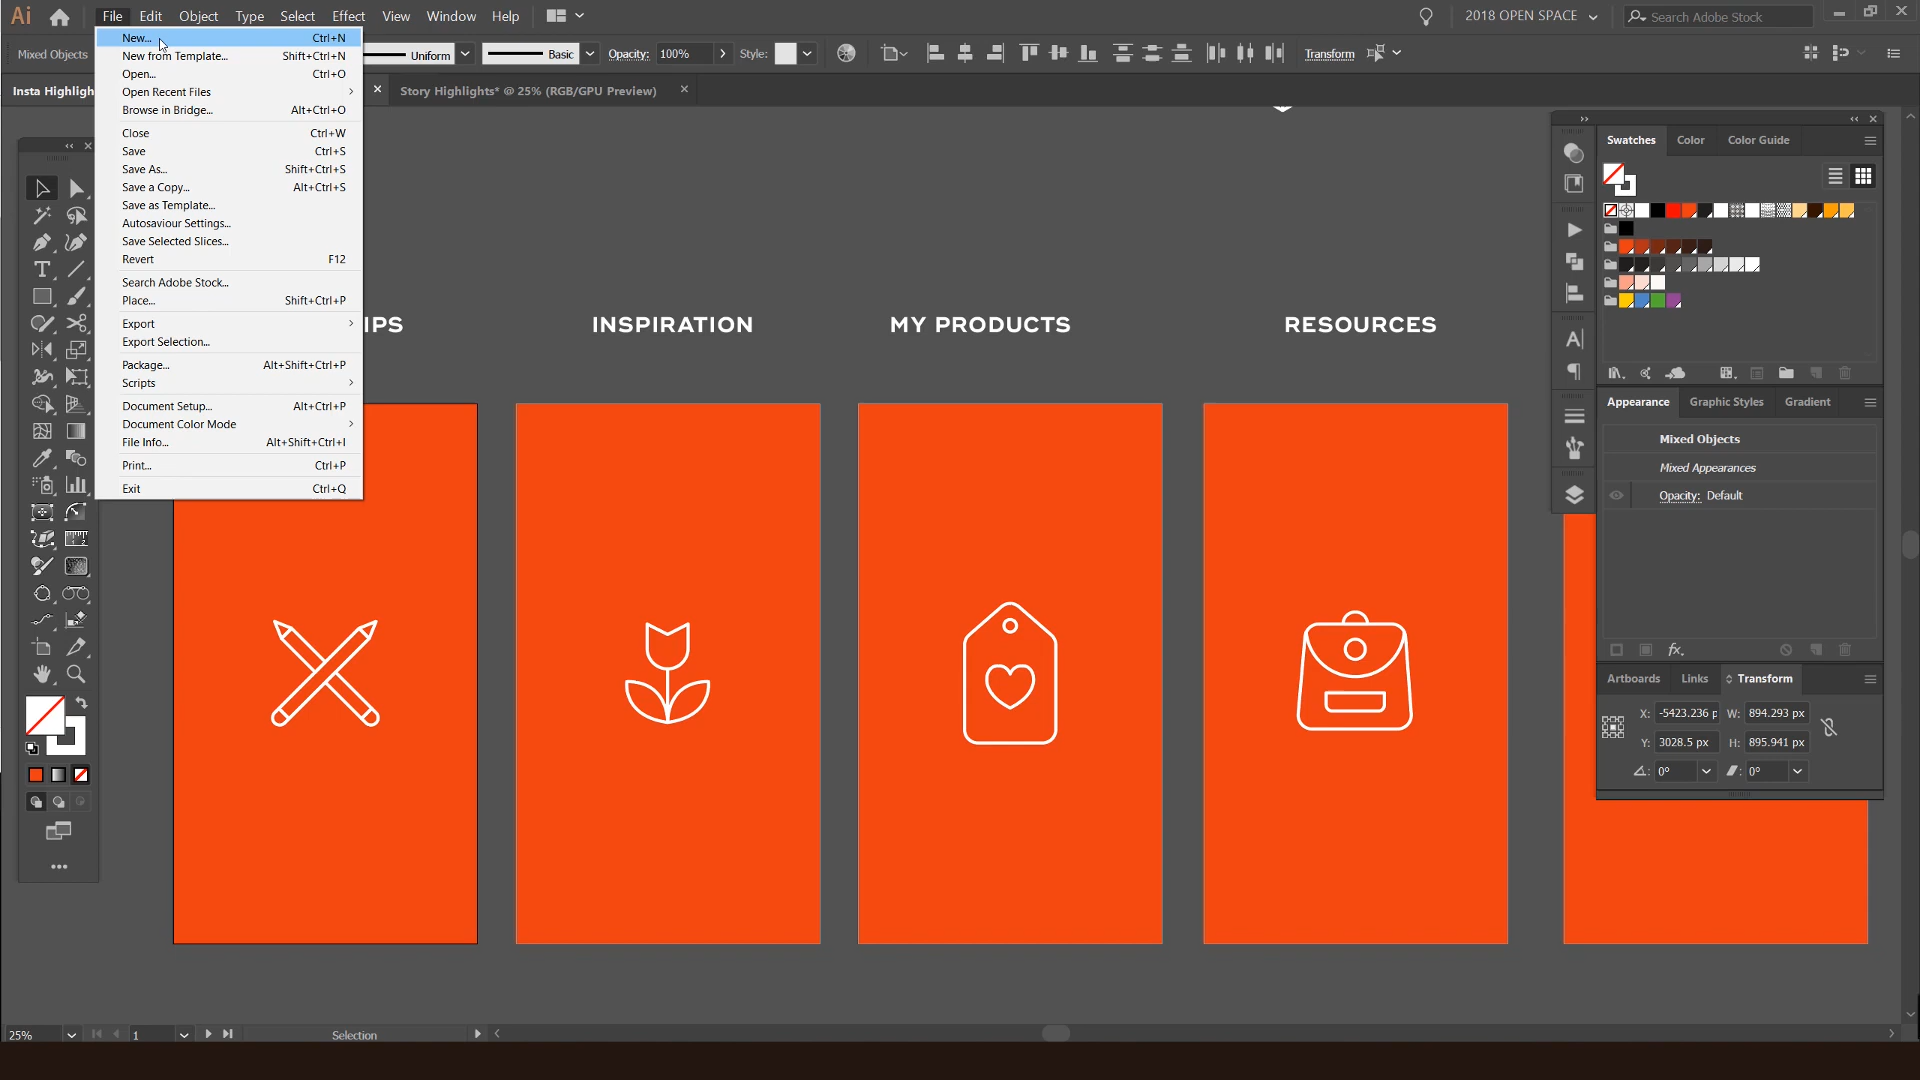 Ai File Edit Object Type Select Effect View Window Help 2018 OPEN SPACE Search Adobe Stock
Mixed Objects Uniform Basic Opacity: 100% Style: Transform
Insta Highligh Story Highlights* @ 25% (RGB/GPU Preview)
New... Ctrl+N
New from Template... Shift+Ctrl+N
Open... Ctrl+O
Open Recent Files
Browse in Bridge... Alt+Ctrl+O
Close Ctrl+W
Save Ctrl+S
Save As... Shift+Ctrl+S
Save a Copy... Alt+Ctrl+S
Save as Template...
Autosaviour Settings...
Save Selected Slices...
Revert F12
Search Adobe Stock...
Place... Shift+Ctrl+P
Export
Export Selection...
Package... Alt+Shift+Ctrl+P
Scripts
Document Setup... Alt+Ctrl+P
Document Color Mode
File Info... Alt+Shift+Ctrl+I
Print... Ctrl+P
Exit Ctrl+Q
IPS INSPIRATION MY PRODUCTS RESOURCES
Swatches Color Color Guide
Appearance Graphic Styles Gradient
Mixed Objects
Mixed Appearances
Opacity: Default
fx
Artboards Links Transform
X: -5423.236 p W: 894.293 px
Y: 3028.5 px H: 895.941 px
0° 0°
25% 1 Selection